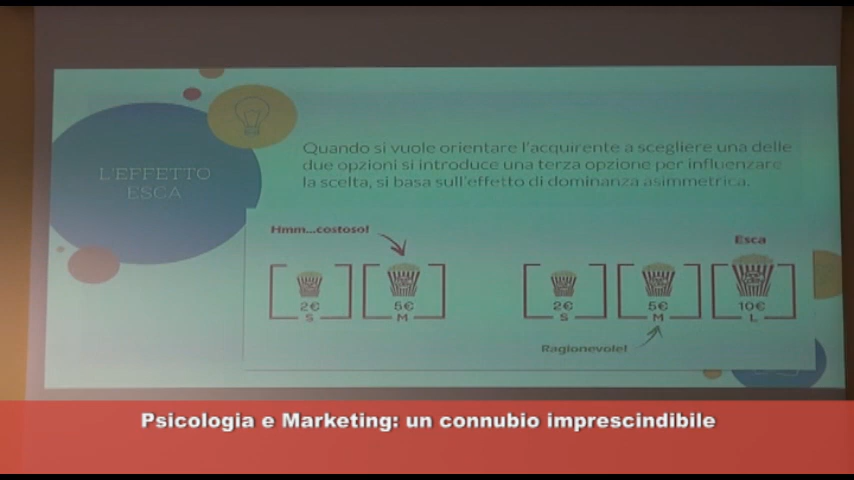 L'EFFETTO
ESCA
Quando si vuole orientare l'acquirente a scegliere una delle
due opzioni si introduce una terza opzione per influenzare
la scelta, si basa sull'effetto di dominanza asimmetrica.
Hmm...costoso!
2€
S
5€
M
Esca
2€
S
5€
M
10€
L
Ragionevole!
Psicologia e Marketing: un connubio imprescindibile